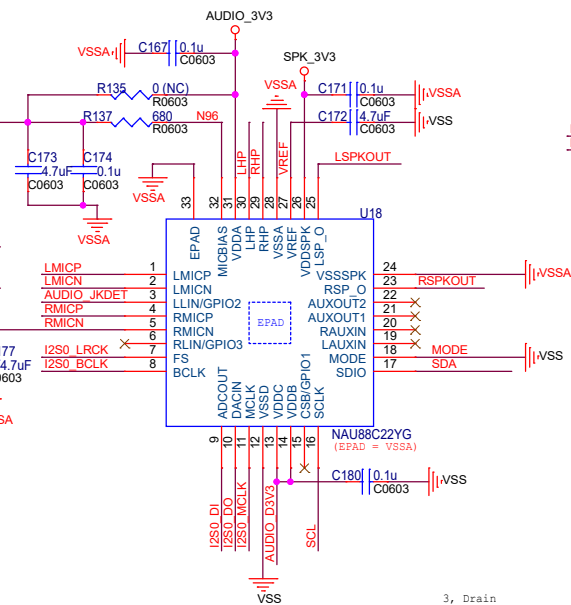 AUDIO_3V3
SPK_3V3
VSSA
C167
0.1u
C0603
R135
0 (NC)
R0603
R137
680
R0603
N96
VSSA
C171
0.1u
C0603
VSSA
C172
4.7uF
C0603
VSS
C173
4.7uF
C0603
C174
0.1u
C0603
VSSA
VSSA
LHP
RHP
VREF
LSPKOUT
33
32
31
30
29
28
27
26
25
U18
EPAD
MICBIAS
VDDA
LHP
RHP
VSSA
VREF
VDDSPK
LSP_O
LMICP
1
LMICP
LMICN
2
LMICN
AUDIO_JKDET
3
LLIN/GPIO2
RMICP
4
RMICP
RMICN
5
RMICN
6
RLIN/GPIO3
I2S0_LRCK
7
FS
I2S0_BCLK
8
BCLK
EPAD
VSSSPK
24
VSSA
RSP_O
23
RSPKOUT
AUXOUT2
22
AUXOUT1
21
RAUXIN
20
LAUXIN
19
MODE
18
MODE
VSS
SDIO
17
SDA
77
4.7uF
0603
SA
ADCOUT
DACIN
MCLK
VSSD
VDDC
VDDB
CSB/GPIO1
SCLK
9
10
11
12
13
14
15
16
NAU88C22YG
(EPAD = VSSA)
I2S0_DI
I2S0_DO
I2S0_MCLK
AUDIO_D3V3
SCL
C180
0.1u
C0603
VSS
VSS
3, Drain